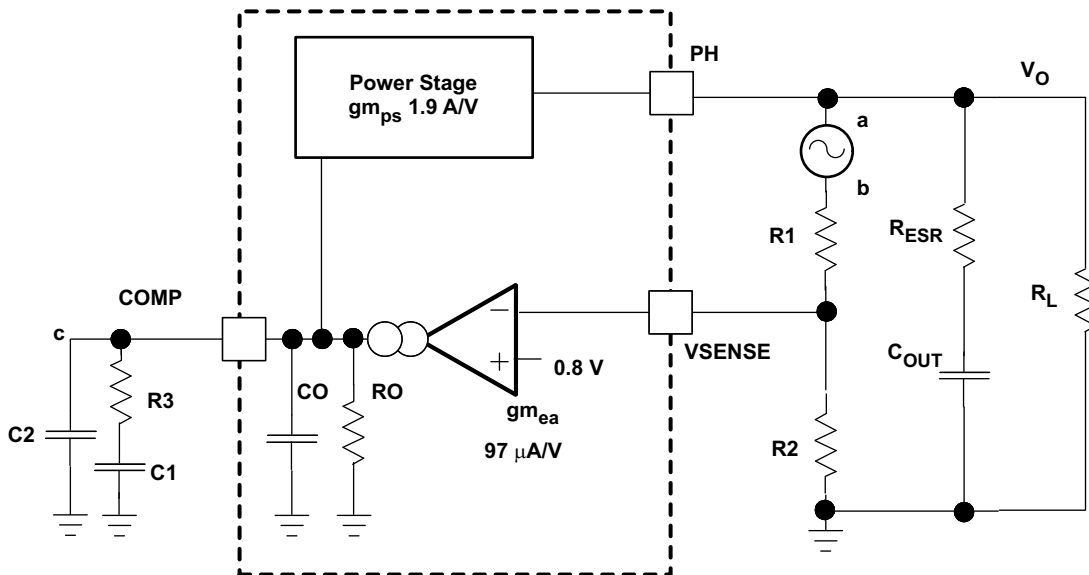 PH
V_O
Power Stage
gm_ps 1.9 A/V
a
b
R1
R_ESR
R_L
COMP
c
VSENSE
0.8 V
C_OUT
CO
RO
gm_ea
97 μA/V
R3
C2
C1
R2